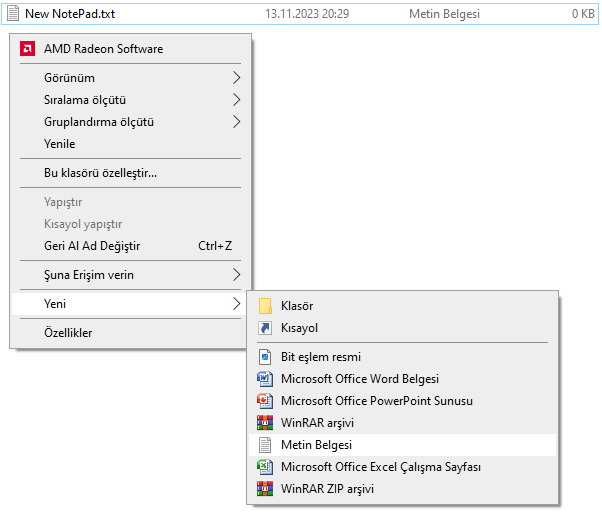 New NotePad.txt 13.11.2023 20:29 Metin Belgesi 0 KB
AMD Radeon Software
Görünüm
Sıralama ölçütü
Gruplandırma ölçütü
Yenile
Bu klasörü özelleştir...
Yapıştır
Kısayol yapıştır
Geri Al Ad Değiştir Ctrl+Z
Şuna Erişim verin
Yeni
Özellikler
Klasör
Kısayol
Bit eşlem resmi
Microsoft Office Word Belgesi
Microsoft Office PowerPoint Sunusu
WinRAR arşivi
Metin Belgesi
Microsoft Office Excel Çalışma Sayfası
WinRAR ZIP arşivi